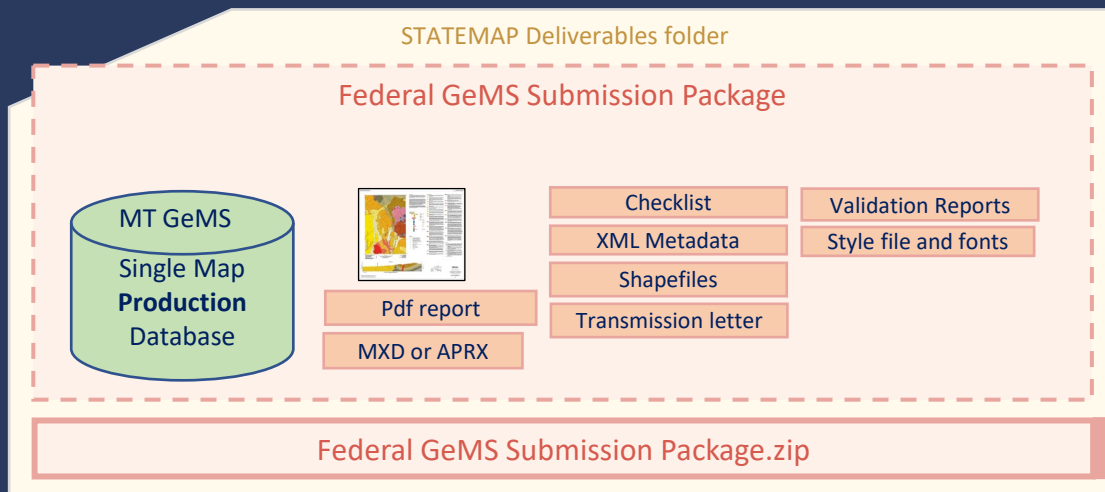 STATEMAP Deliverables folder
Federal GeMS Submission Package
MT GeMS
Single Map
Production
Database
Pdf report
MXD or APRX
Checklist
XML Metadata
Shapefiles
Transmission letter
Validation Reports
Style file and fonts
Federal GeMS Submission Package.zip